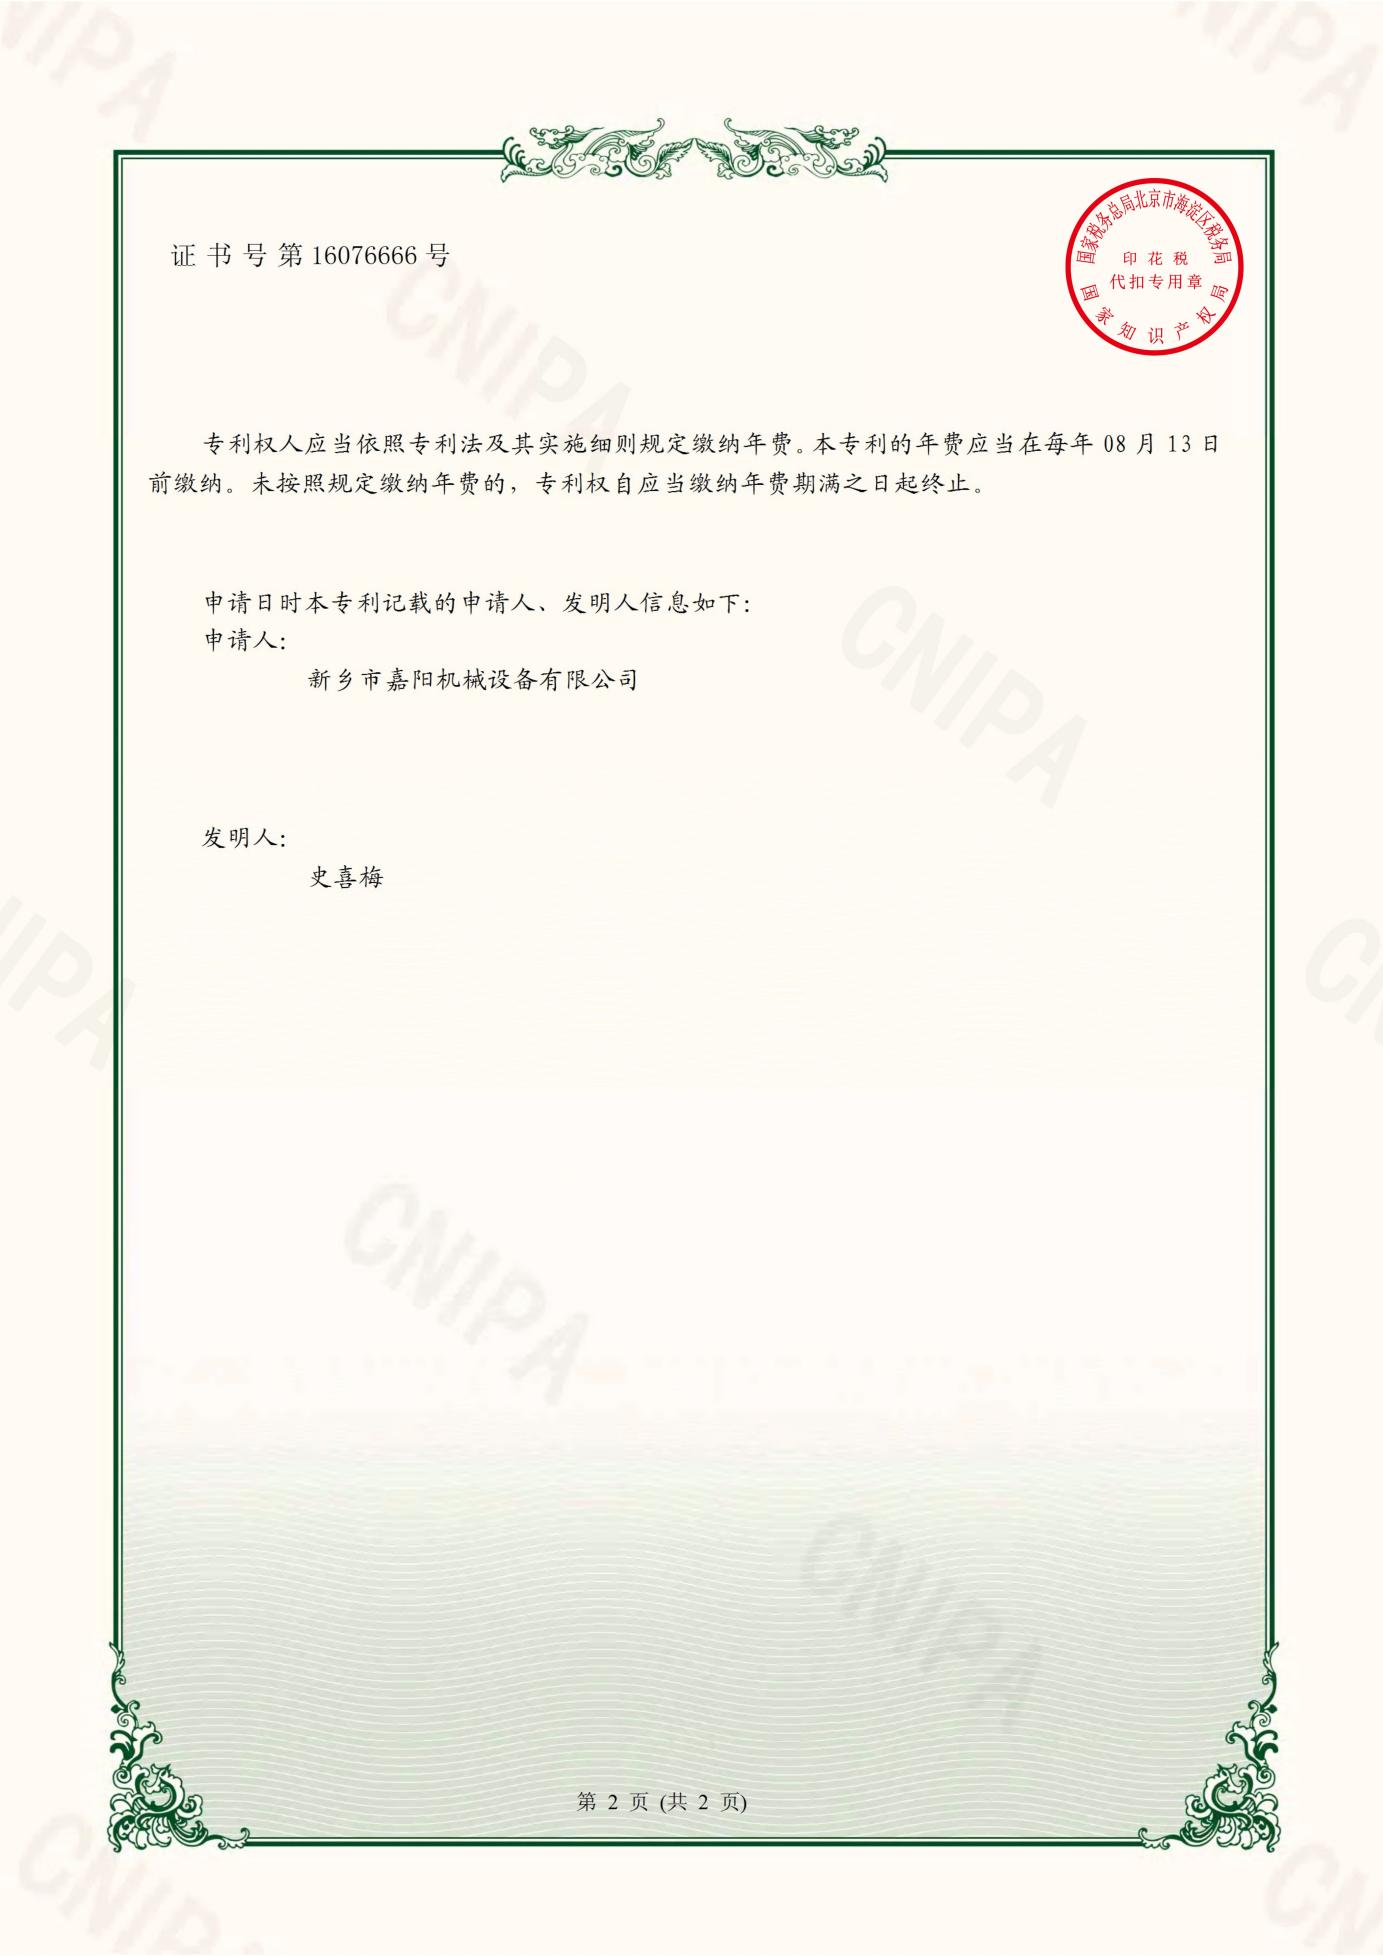 证书号第16076666号
国家税务总局北京市海淀区税务局
印花税
代扣专用章
国家知识产权局
专利权人应当依照专利法及其实施细则规定缴纳年费。本专利的年费应当在每年 08 月 13 日
前缴纳。未按照规定缴纳年费的，专利权自应当缴纳年费期满之日起终止。
申请日时本专利记载的申请人、发明人信息如下：
申请人：
新乡市嘉阳机械设备有限公司
发明人：
史喜梅
第 2 页 (共 2 页)
CNIPA
CNIPA
CNIPA
CNIPA
CNIPA
CNIPA